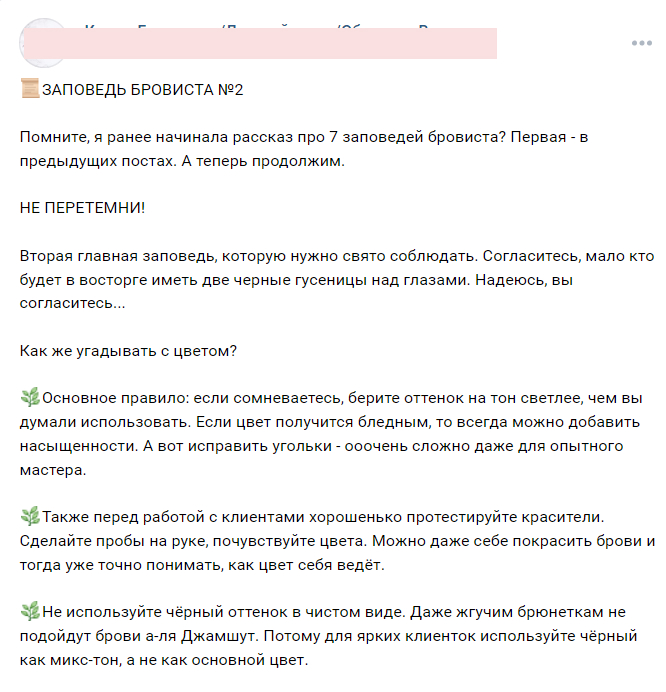 ЗАПОВЕДЬ БРОВИСТА №2
Помните, я ранее начинала рассказ про 7 заповедей бровиста? Первая - в
предыдущих постах. А теперь продолжим.
НЕ ПЕРЕТЕМНИ!
Вторая главная заповедь, которую нужно свято соблюдать. Согласитесь, мало кто
будет в восторге иметь две черные гусеницы над глазами. Надеюсь, вы
согласитесь...
Как же угадывать с цветом?
Основное правило: если сомневаетесь, берите оттенок на тон светлее, чем вы
думали использовать. Если цвет получится бледным, то всегда можно добавить
насыщенности. А вот исправить угольки - ооочень сложно даже для опытного
мастера.
Также перед работой с клиентами хорошенько протестируйте красители.
Сделайте пробы на руке, почувствуйте цвета. Можно даже себе покрасить брови и
тогда уже точно понимать, как цвет себя ведёт.
Не используйте чёрный оттенок в чистом виде. Даже жгучим брюнеткам не
подойдут брови а-ля Джамшут. Потому для ярких клиенток используйте чёрный
как микс-тон, а не как основной цвет.